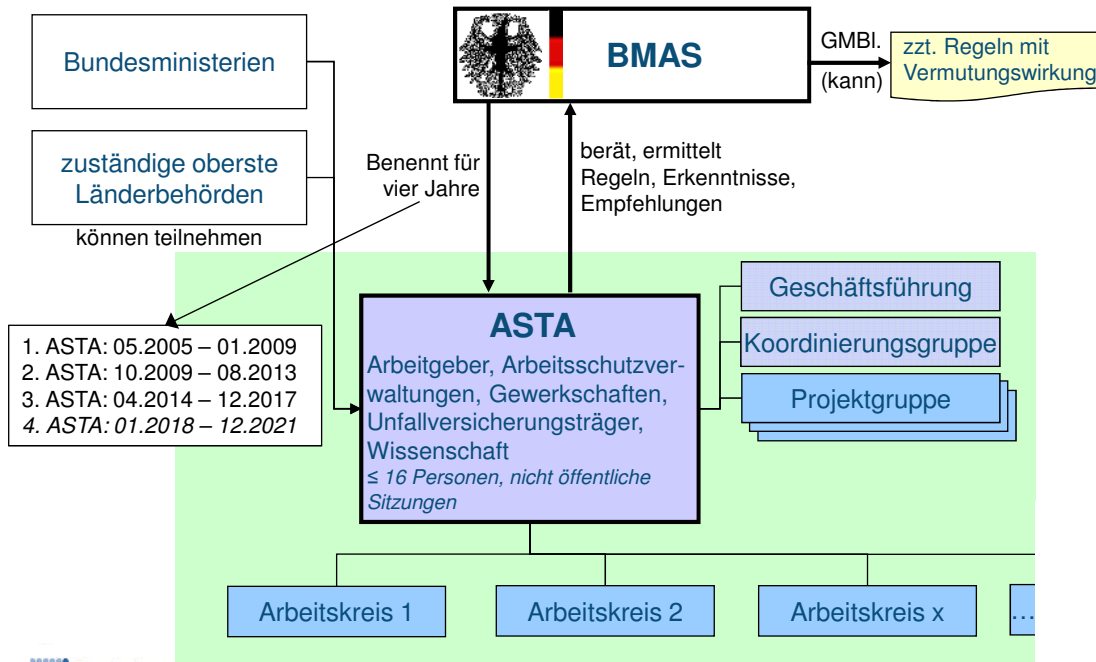 Bundesministerien
BMAS
GMBl.
(kann)
zzt. Regeln mit
Vermutungswirkung
zuständige oberste
Länderbehörden
können teilnehmen
Benennt für
vier Jahre
berät, ermittelt
Regeln, Erkenntnisse,
Empfehlungen
1. ASTA: 05.2005 – 01.2009
2. ASTA: 10.2009 – 08.2013
3. ASTA: 04.2014 – 12.2017
4. ASTA: 01.2018 – 12.2021
ASTA
Arbeitgeber, Arbeitsschutzver-
waltungen, Gewerkschaften,
Unfallversicherungsträger,
Wissenschaft
≤ 16 Personen, nicht öffentliche
Sitzungen
Geschäftsführung
Koordinierungsgruppe
Projektgruppe
Arbeitskreis 1
Arbeitskreis 2
Arbeitskreis x
...